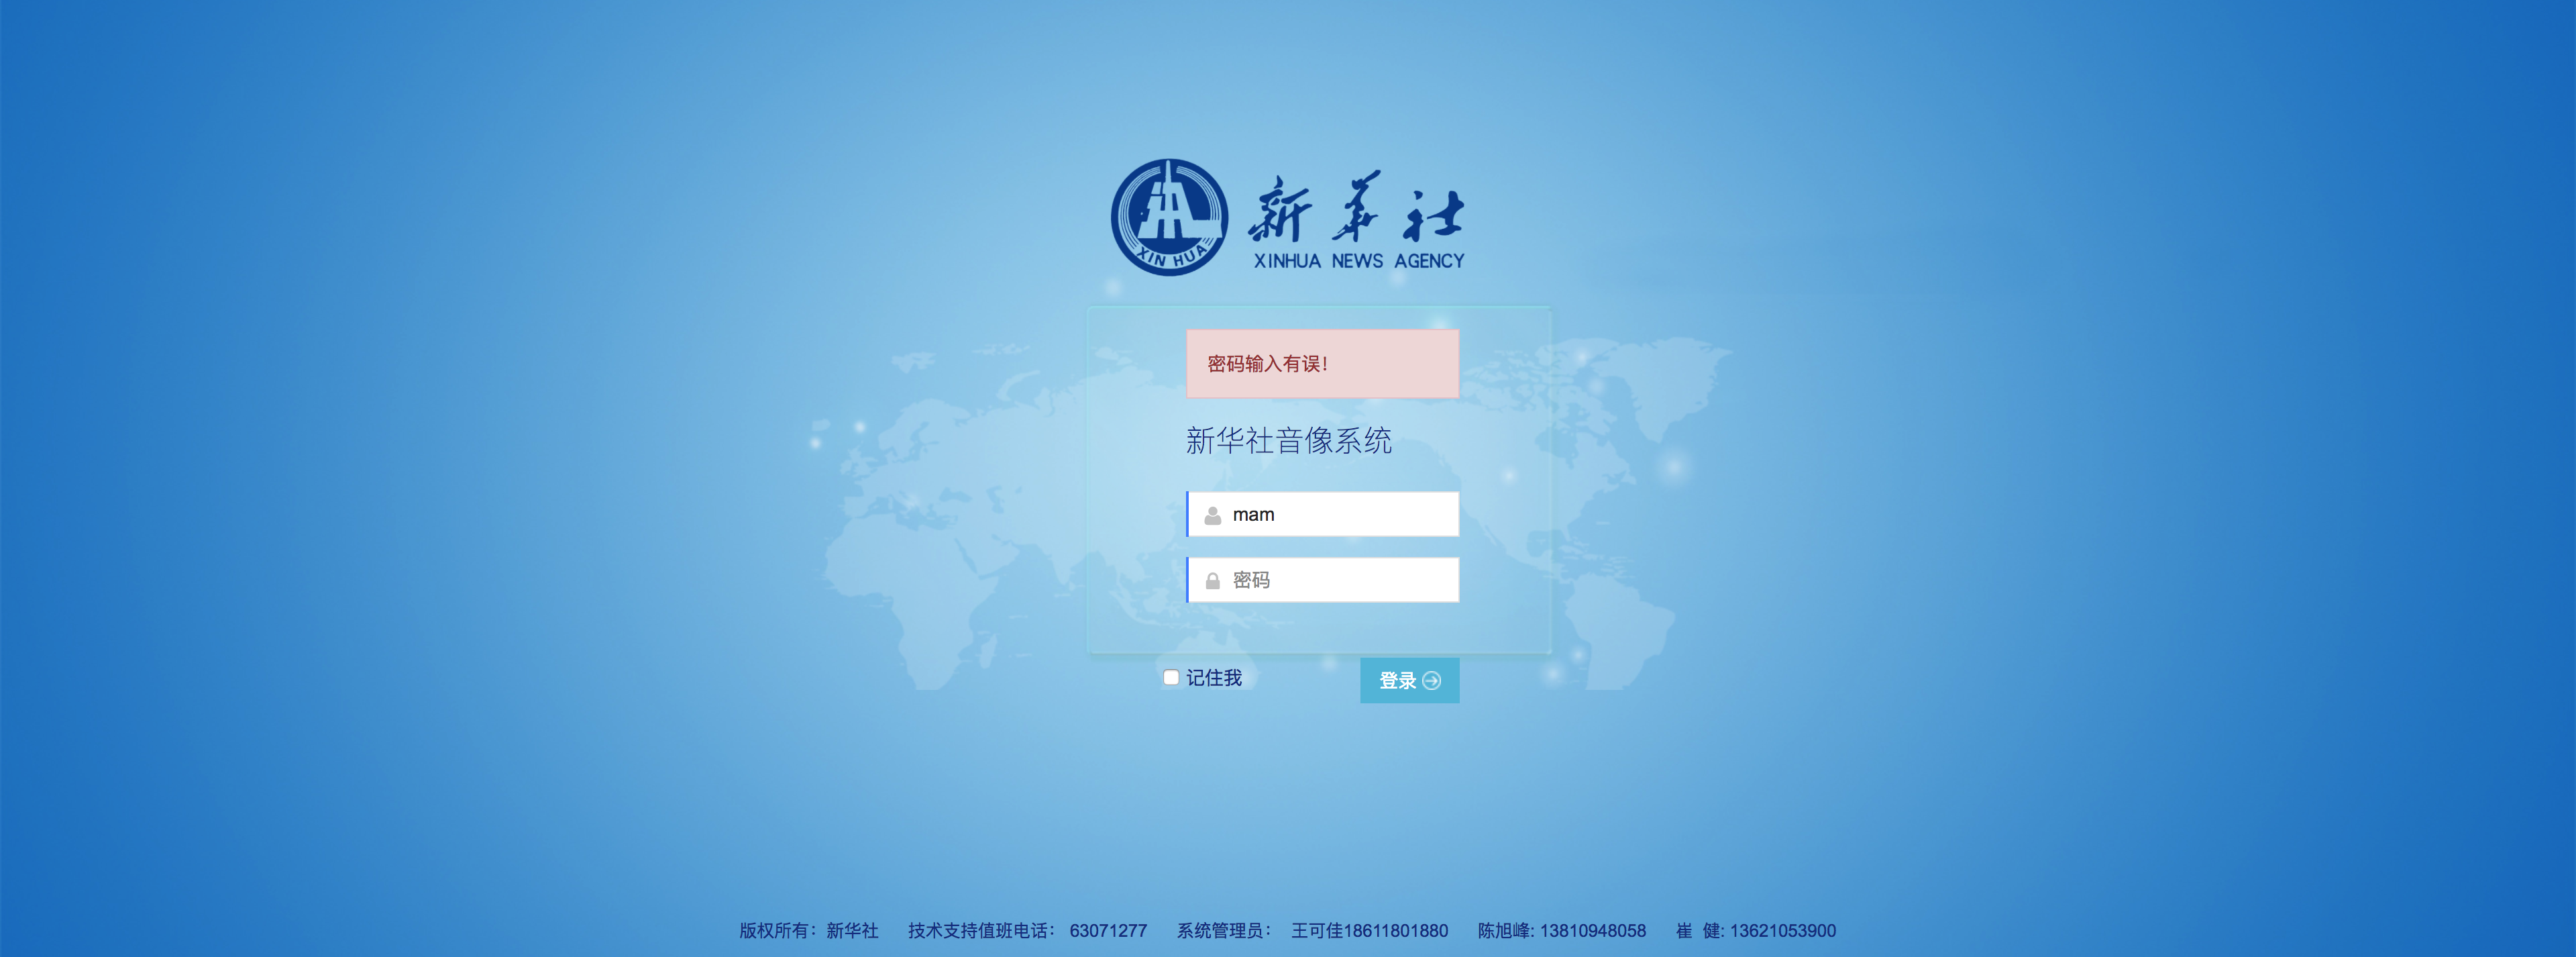 新华社
XIN HUA
XINHUA NEWS AGENCY
密码输入有误！
新华社音像系统
mam
密码
记住我
登录
版权所有：新华社 技术支持值班电话： 63071277 系统管理员： 王可佳18611801880 陈旭峰: 13810948058 崔 健: 13621053900